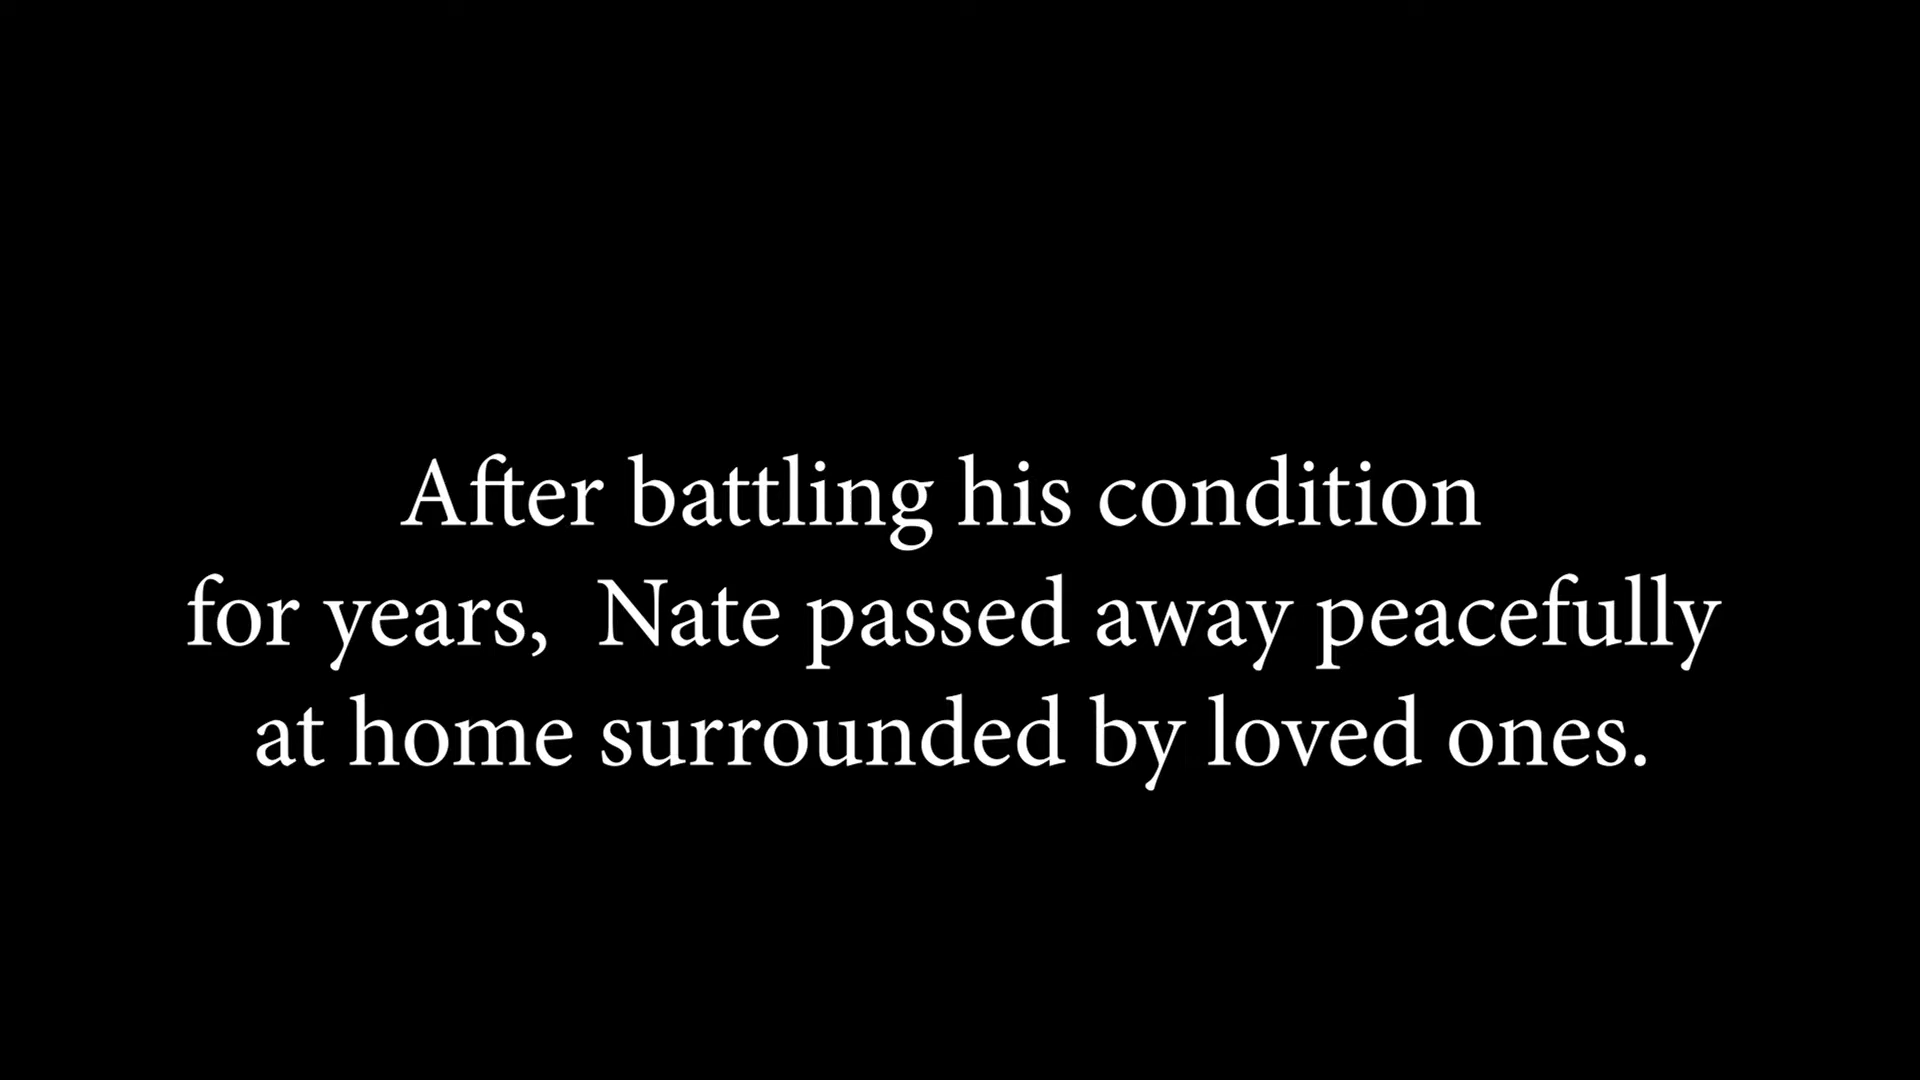 After battling his condition
for years,  Nate passed away peacefully
at home surrounded by loved ones.